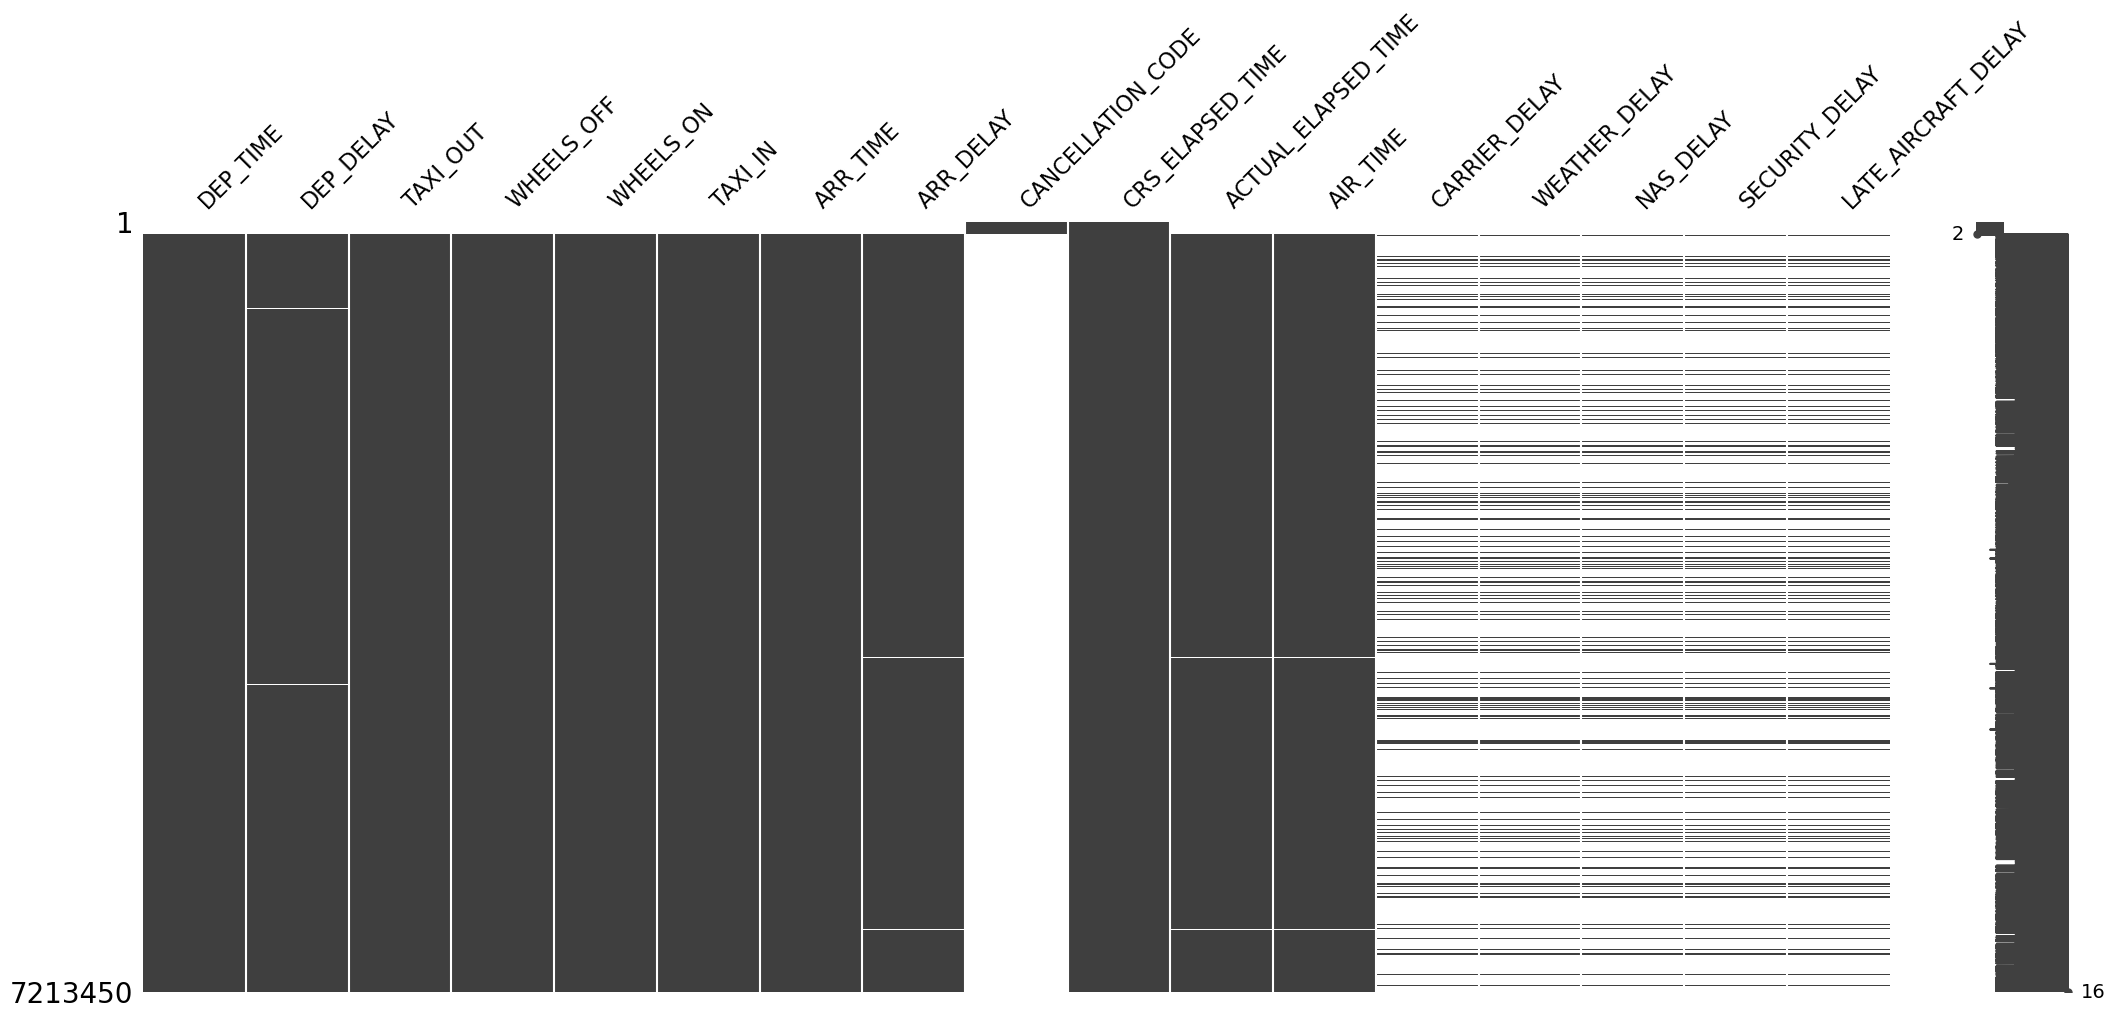 DEP_TIME
DEP_DELAY
TAXI_OUT
WHEELS_OFF
WHEELS_ON
TAXI_IN
ARR_TIME
ARR_DELAY
CANCELLATION_CODE
CRS_ELAPSED_TIME
ACTUAL_ELAPSED_TIME
AIR_TIME
CARRIER_DELAY
WEATHER_DELAY
NAS_DELAY
SECURITY_DELAY
LATE_AIRCRAFT_DELAY
1
2
7213450
16